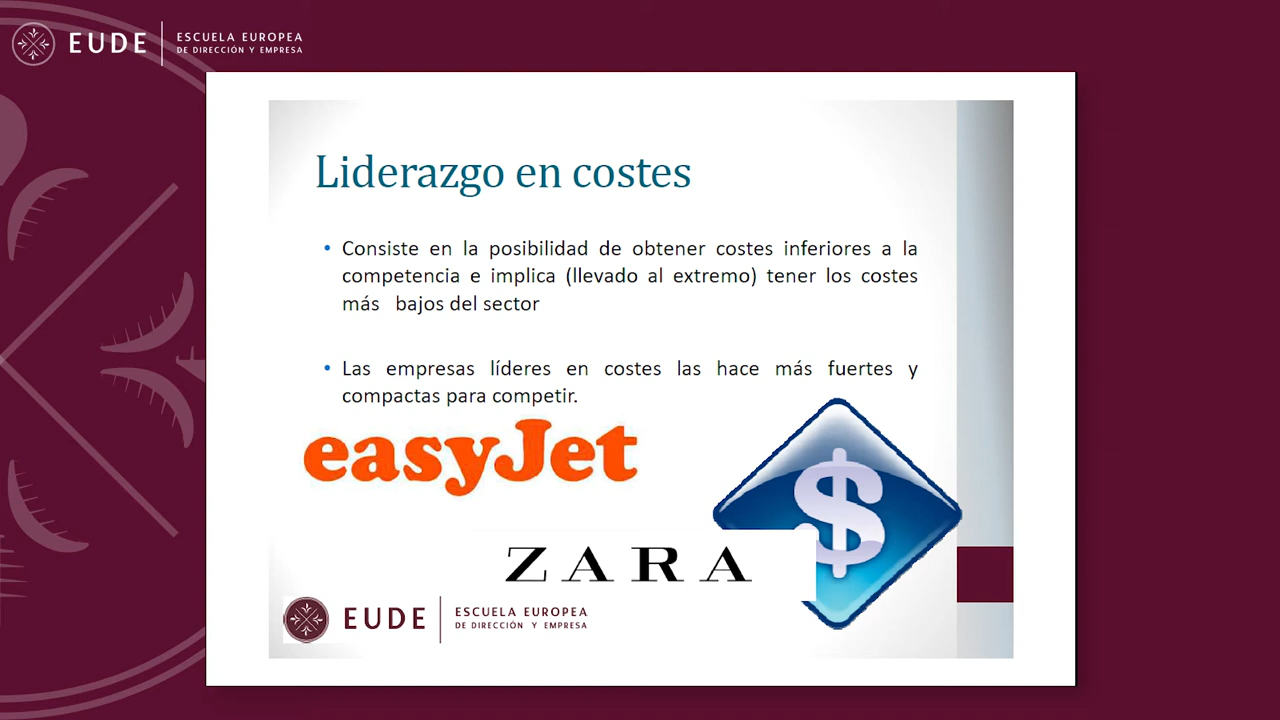 EUDE
ESCUELA EUROPEA
DE DIRECCIÓN Y EMPRESA
Liderazgo en costes
• Consiste en la posibilidad de obtener costes inferiores a la
competencia e implica (llevado al extremo) tener los costes
más bajos del sector
• Las empresas líderes en costes las hace más fuertes y
compactas para competir.
easyJet
$
ZARA
EUDE
ESCUELA EUROPEA
DE DIRECCIÓN Y EMPRESA